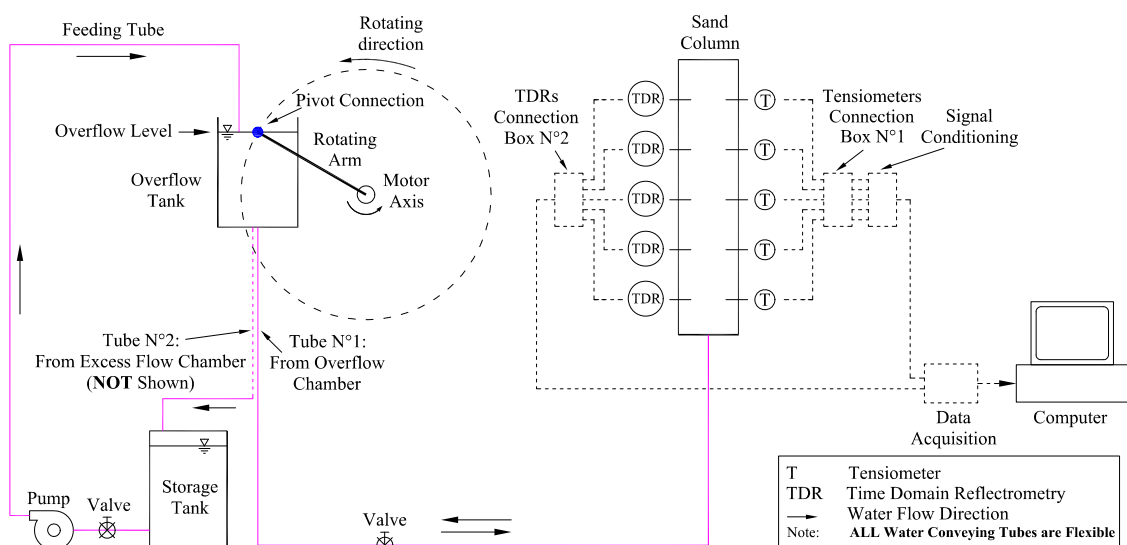 Feeding Tube
Rotating
direction
Sand
Column
Pivot Connection
Overflow Level
Rotating
Arm
Motor
Axis
Overflow
Tank
TDRs
Connection
Box N°2
TDR
TDR
TDR
TDR
TDR
T
T
T
T
T
Tensiometers
Connection
Box N°1
Signal
Conditioning
Tube N°2:
From Excess Flow Chamber
(NOT Shown)
Tube N°1:
From Overflow
Chamber
Data
Acquisition
Computer
Storage
Tank
Pump
Valve
Valve
T Tensiometer
TDR Time Domain Reflectrometry
Water Flow Direction
Note: ALL Water Conveying Tubes are Flexible